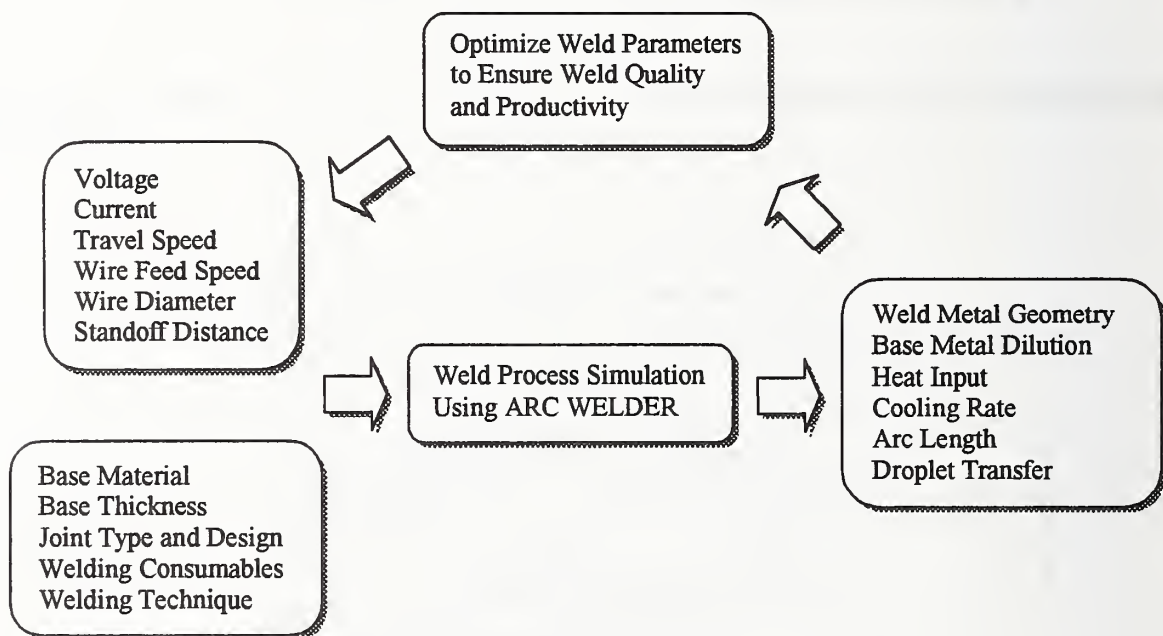 Optimize Weld Parameters
to Ensure Weld Quality
and Productivity
Voltage
Current
Travel Speed
Wire Feed Speed
Wire Diameter
Standoff Distance
Weld Process Simulation
Using ARC WELDER
Weld Metal Geometry
Base Metal Dilution
Heat Input
Cooling Rate
Arc Length
Droplet Transfer
Base Material
Base Thickness
Joint Type and Design
Welding Consumables
Welding Technique